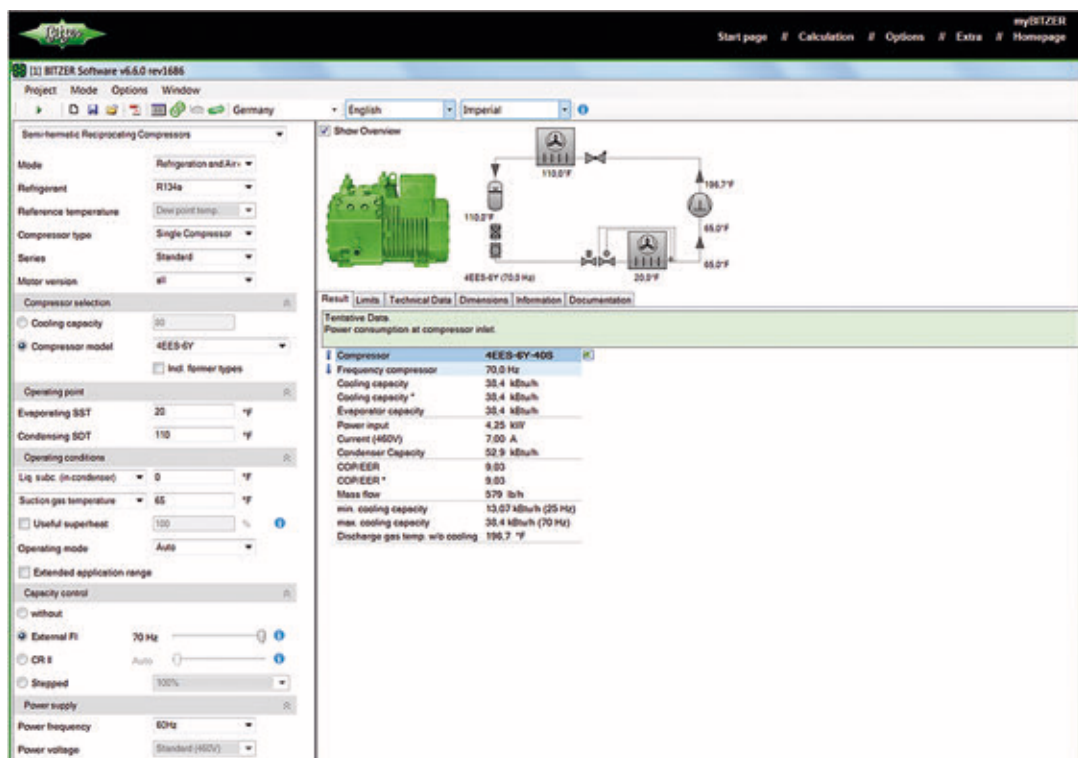 myBITZER
Start page // Calculation // Options // Extra // Homepage
[1] BITZER Software v6.6.0 rev1686
Project Mode Options Window
Germany English Imperial
Semi-hermetic Reciprocating Compressors
Mode Refrigeration and Air-
Refrigerant R134a
Reference temperature Dew point temp.
Compressor type Single Compressor
Series Standard
Motor version all
Compressor selection
Cooling capacity
Compressor model 4EES-6Y
Incl. former types
Operating point
Evaporating SST 20 °F
Condensing SDT 110 °F
Operating conditions
Liq. subc. (in condenser) 0 °F
Suction gas temperature 65 °F
Useful superheat 100 %
Operating mode Auto
Extended application range
Capacity control
without
External FI 70 Hz
CR II Auto
Stepped 100%
Power supply
Power frequency 60Hz
Power voltage Standard (460V)
Show Overview
110,0°F
196,7°F
110,0°F
65,0°F
65,0°F
20,0°F
4EES-6Y (70,0 Hz)
Result Limits Technical Data Dimensions Information Documentation
Tentative Data.
Power consumption at compressor inlet.
Compressor 4EES-6Y-40S
Frequency compressor 70,0 Hz
Cooling capacity 38,4 kBtu/h
Cooling capacity * 38,4 kBtu/h
Evaporator capacity 38,4 kBtu/h
Power input 4,25 kW
Current (460V) 7,00 A
Condenser Capacity 52,9 kBtu/h
COP/EER 9,03
COP/EER * 9,03
Mass flow 579 lb/h
min. cooling capacity 13,07 kBtu/h (25 Hz)
max. cooling capacity 38,4 kBtu/h (70 Hz)
Discharge gas temp. w/o cooling 196,7 °F